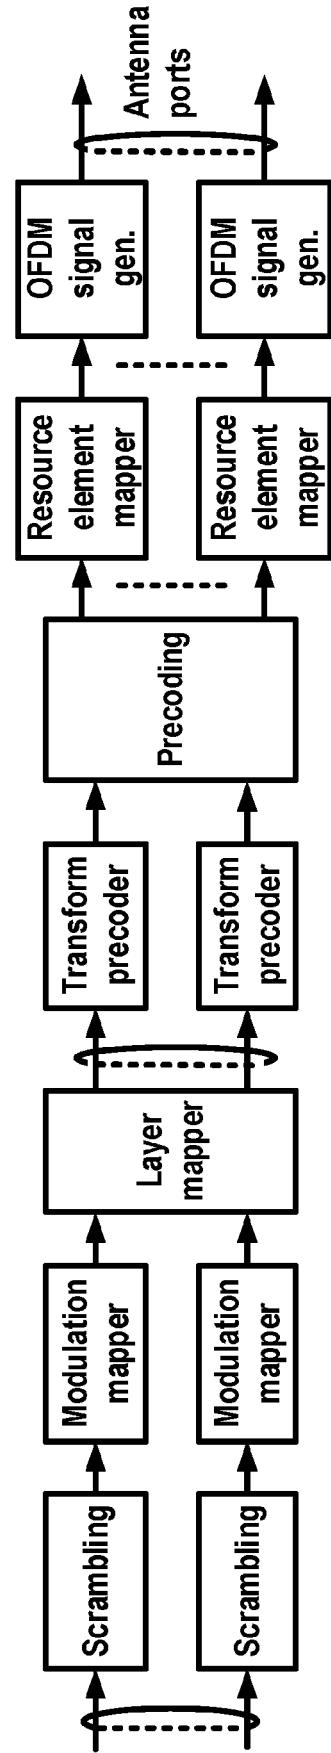 Scrambling
Scrambling
Modulation
mapper
Modulation
mapper
Layer
mapper
Transform
precoder
Transform
precoder
Precoding
Resource
element
mapper
Resource
element
mapper
OFDM
signal
gen.
OFDM
signal
gen.
Antenna
ports